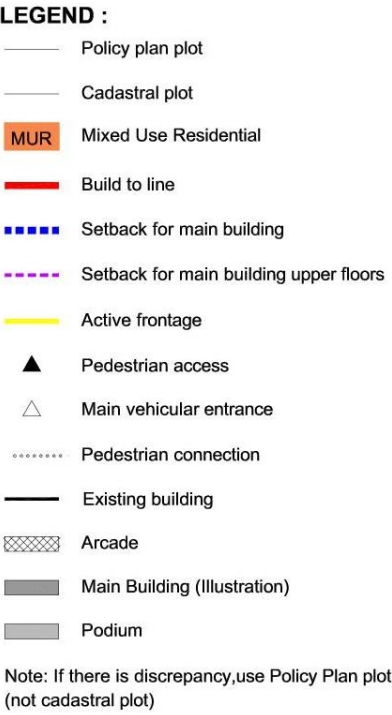 LEGEND :
Policy plan plot
Cadastral plot
MUR Mixed Use Residential
Build to line
Setback for main building
Setback for main building upper floors
Active frontage
Pedestrian access
Main vehicular entrance
Pedestrian connection
Existing building
Arcade
Main Building (Illustration)
Podium
Note: If there is discrepancy,use Policy Plan plot
(not cadastral plot)